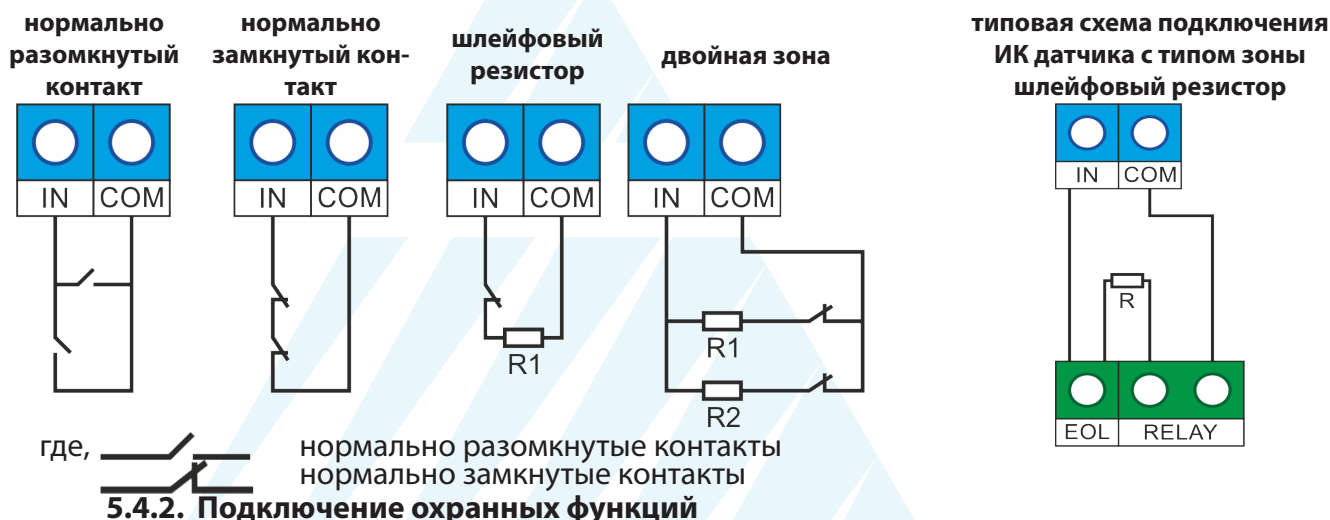 нормально
разомкнутый
контакт
нормально
замкнутый кон-
такт
шлейфовый
резистор
двойная зона
типовая схема подключения
ИК датчика с типом зоны
шлейфовый резистор
IN COM
IN COM
IN COM
IN COM
IN COM
R
R1
R1
R2
EOL RELAY
где, нормально разомкнутые контакты
нормально замкнутые контакты
5.4.2. Подключение охранных функций